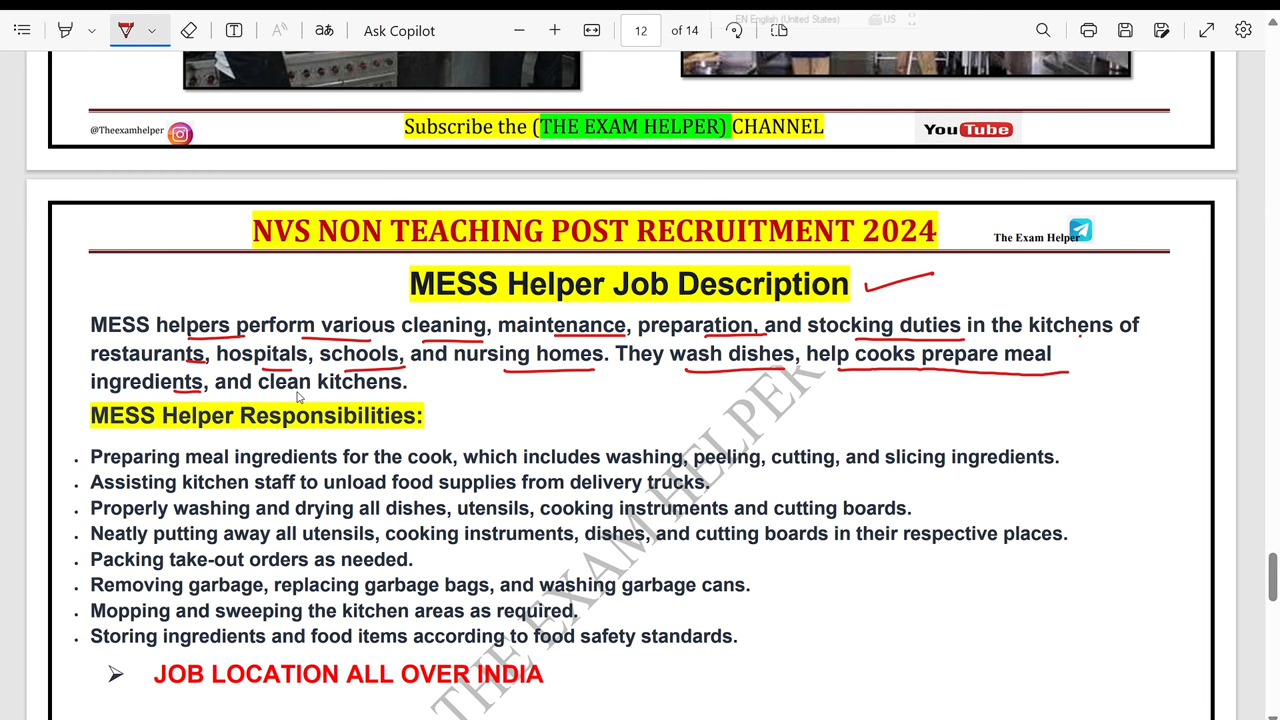 EN English (United States)
US
Ask Copilot
12 of 14
@Theexamhelper
Subscribe the (THE EXAM HELPER) CHANNEL
YouTube
NVS NON TEACHING POST RECRUITMENT 2024
The Exam Helper
MESS Helper Job Description
MESS helpers perform various cleaning, maintenance, preparation, and stocking duties in the kitchens of
restaurants, hospitals, schools, and nursing homes. They wash dishes, help cooks prepare meal
ingredients, and clean kitchens.
MESS Helper Responsibilities:
Preparing meal ingredients for the cook, which includes washing, peeling, cutting, and slicing ingredients.
Assisting kitchen staff to unload food supplies from delivery trucks.
Properly washing and drying all dishes, utensils, cooking instruments and cutting boards.
Neatly putting away all utensils, cooking instruments, dishes, and cutting boards in their respective places.
Packing take-out orders as needed.
Removing garbage, replacing garbage bags, and washing garbage cans.
Mopping and sweeping the kitchen areas as required.
Storing ingredients and food items according to food safety standards.
JOB LOCATION ALL OVER INDIA
THE EXAM HELPER